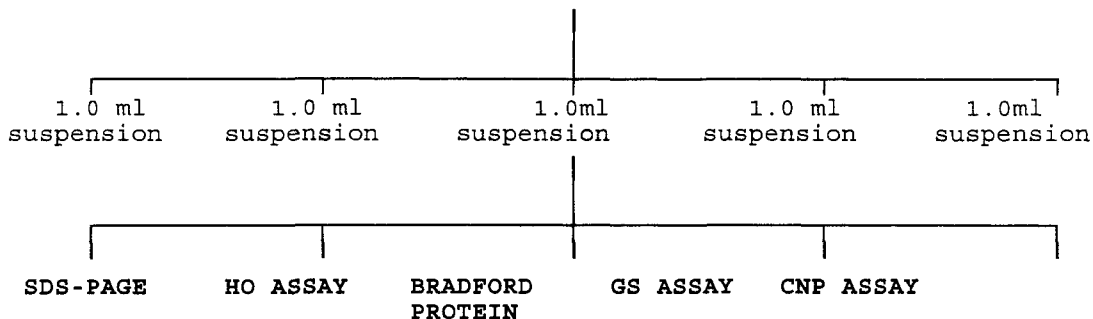 1.0 ml 1.0 ml 1.0ml 1.0 ml 1.0ml
suspension suspension suspension suspension suspension
SDS-PAGE HO ASSAY BRADFORD GS ASSAY CNP ASSAY
PROTEIN